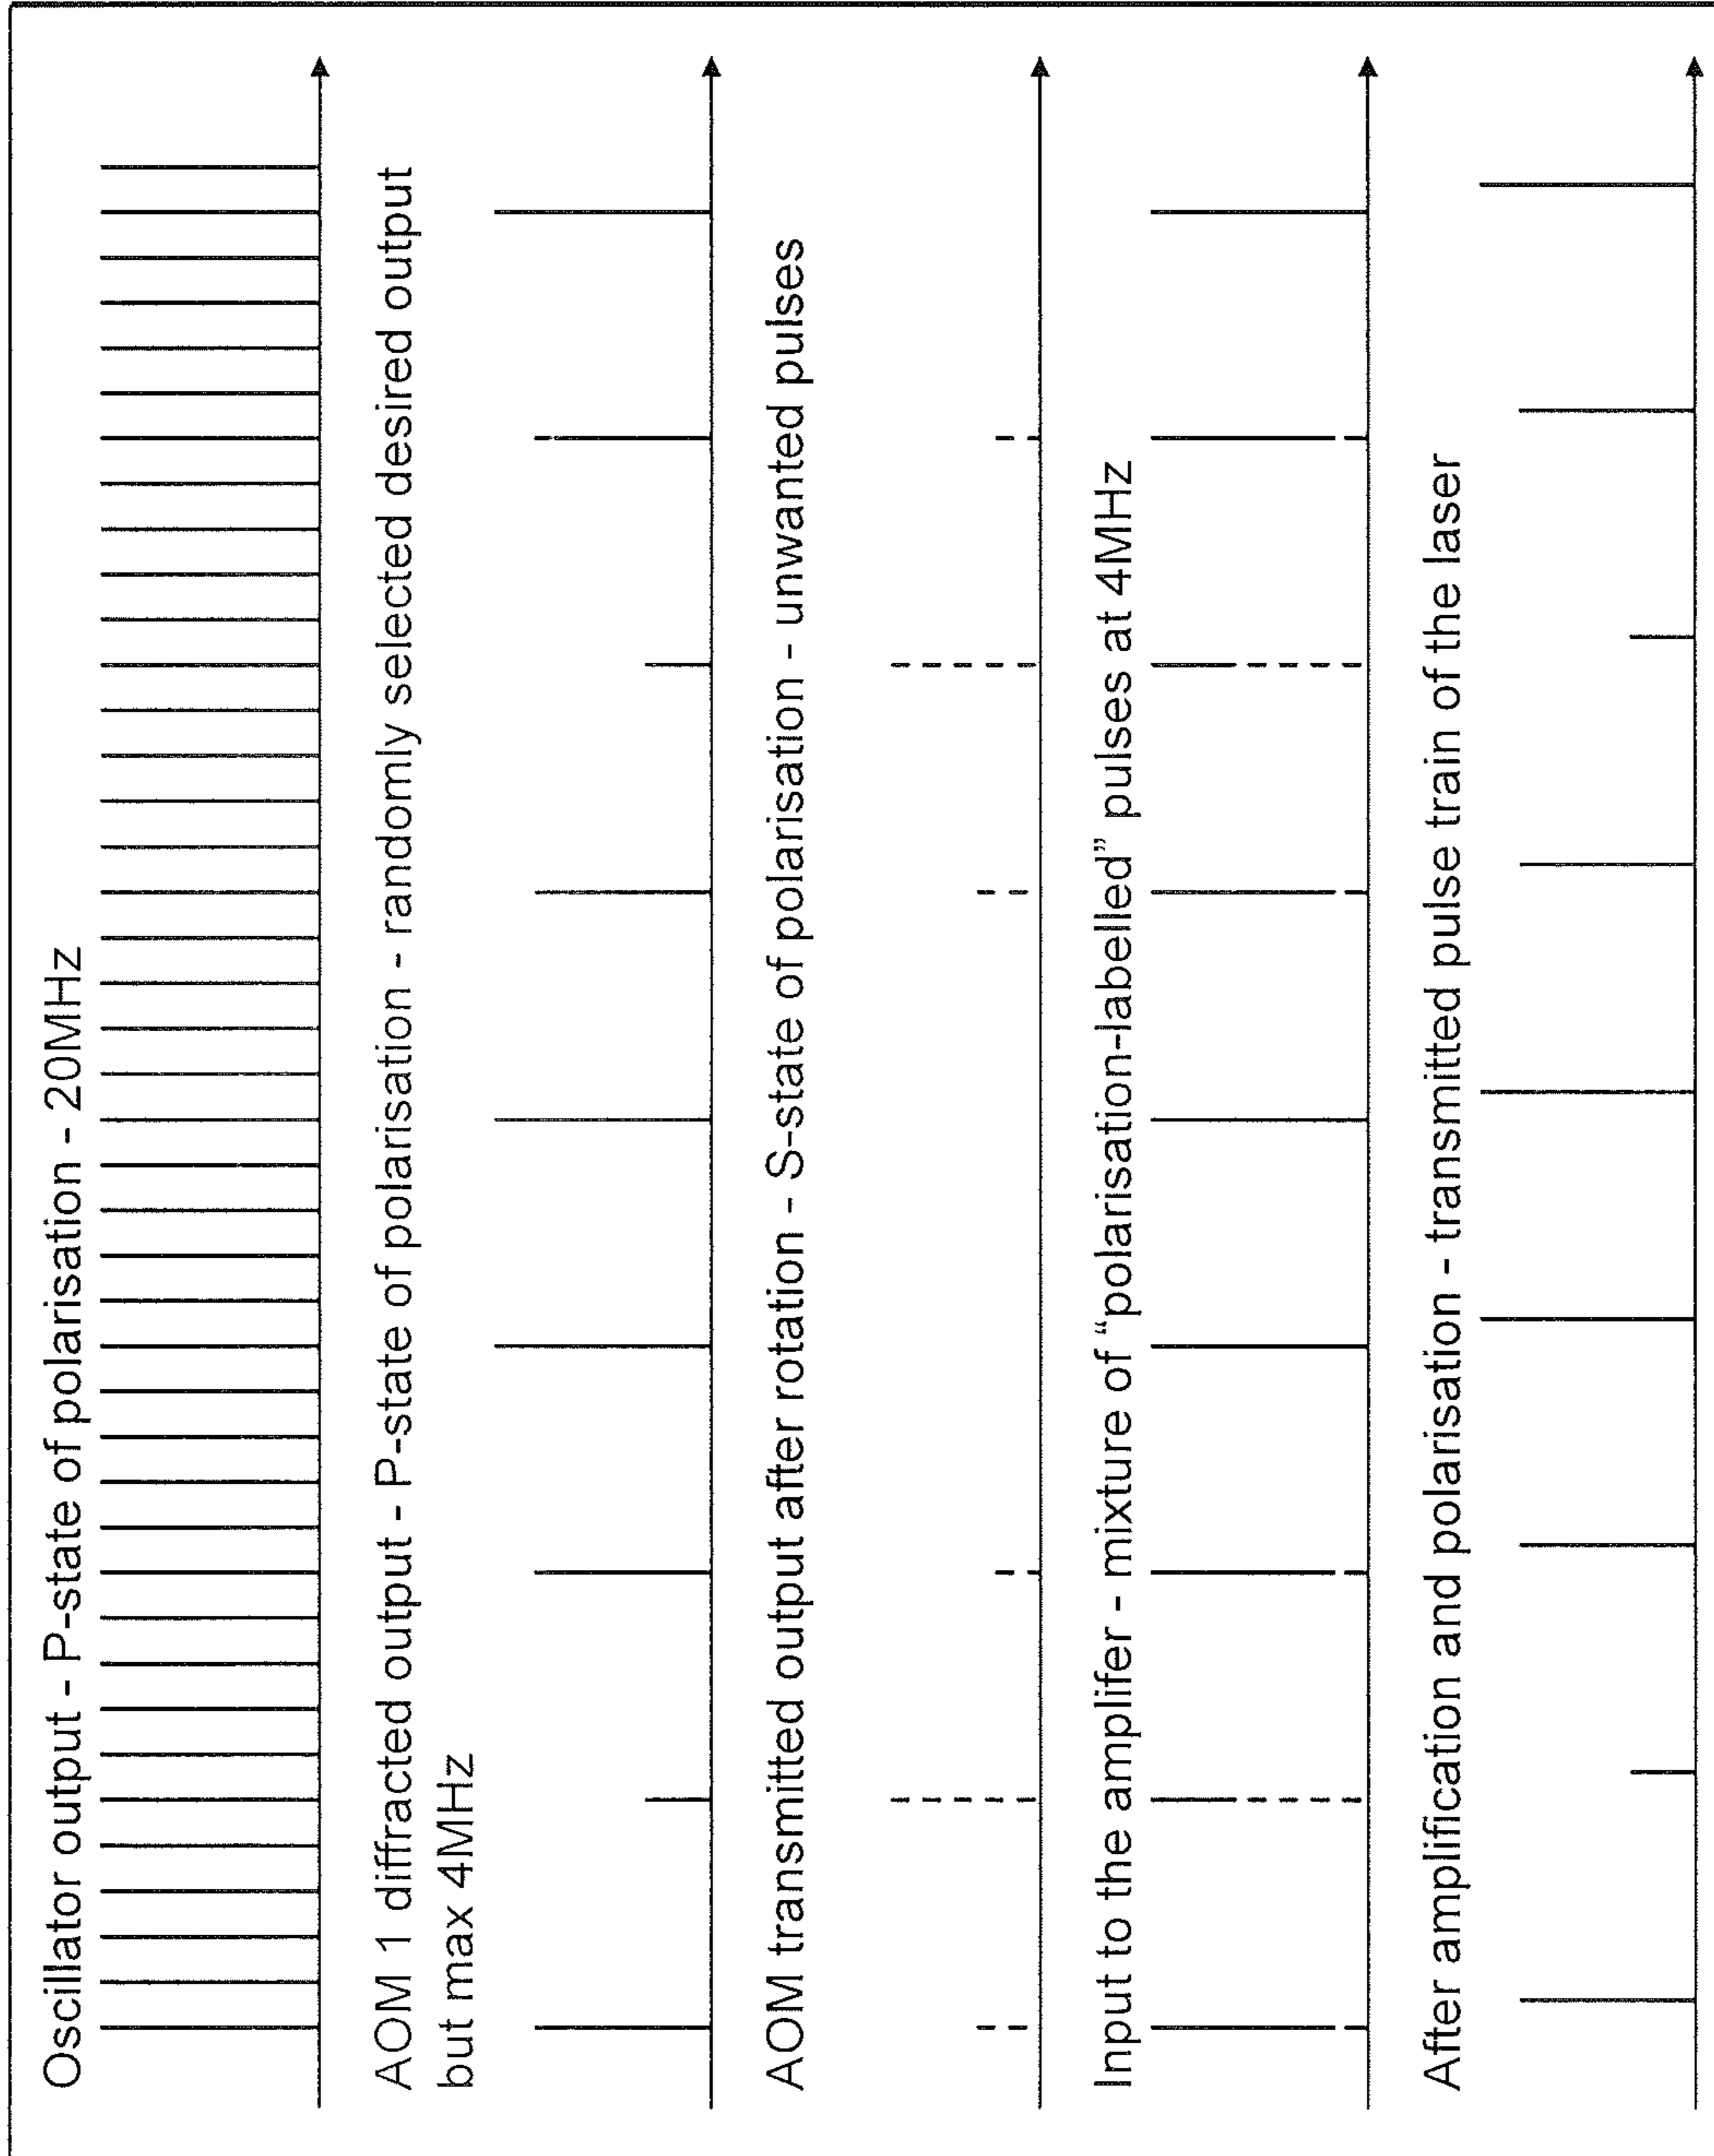 Oscillator output - P-state of polarisation - 20MHz
AOM 1 diffracted output - P-state of polarisation - randomly selected desired output
but max 4MHz
AOM transmitted output after rotation - S-state of polarisation - unwanted pulses
Input to the amplifer - mixture of “polarisation-labelled” pulses at 4MHz
After amplification and polarisation - transmitted pulse train of the laser